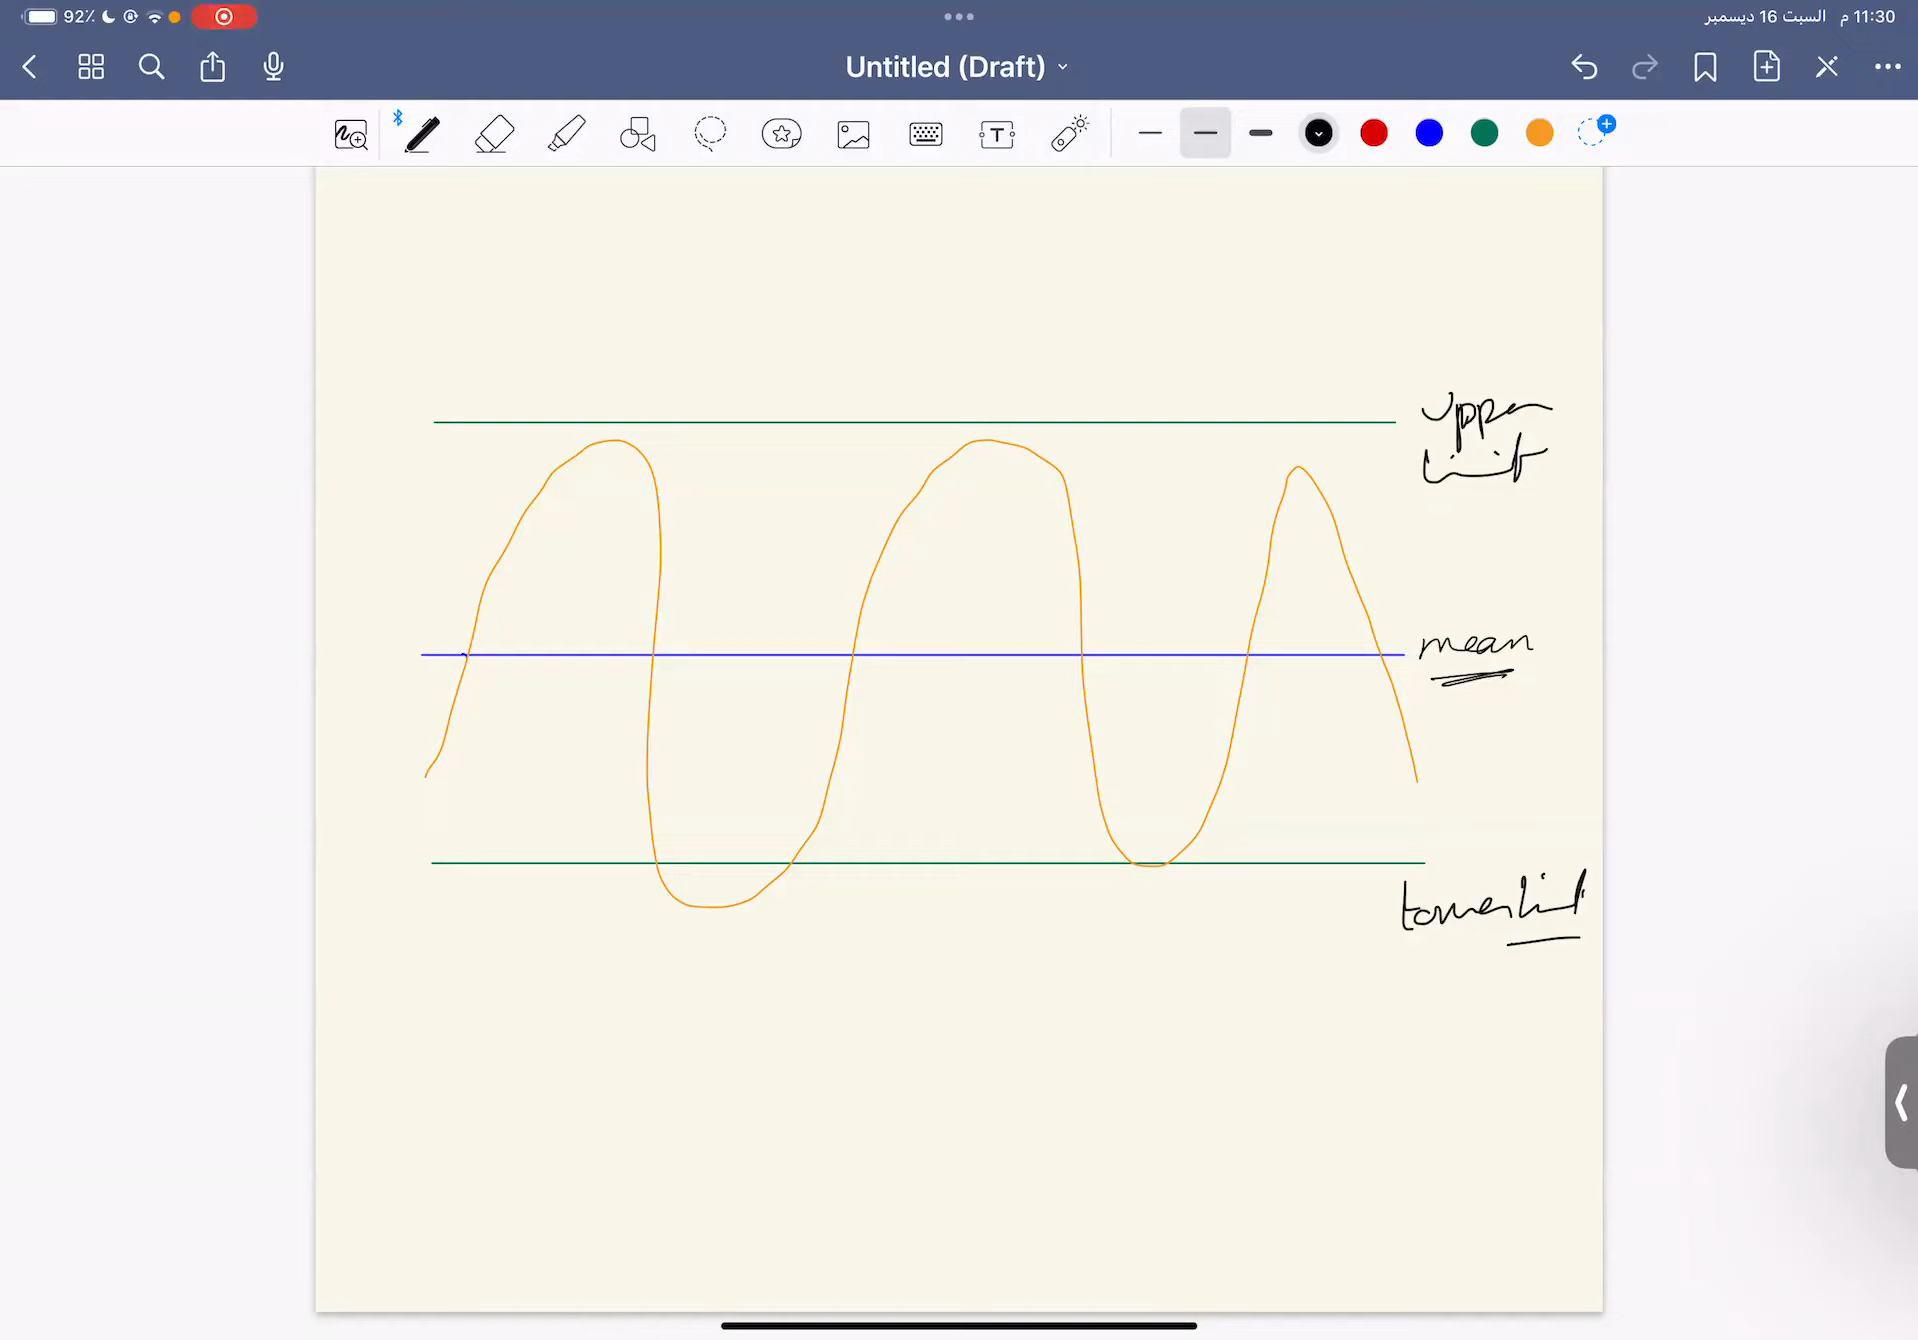 92٪
السبت 16 ديسمبر 11:30 م
Untitled (Draft)
T
upper
limit
mean
lower limit